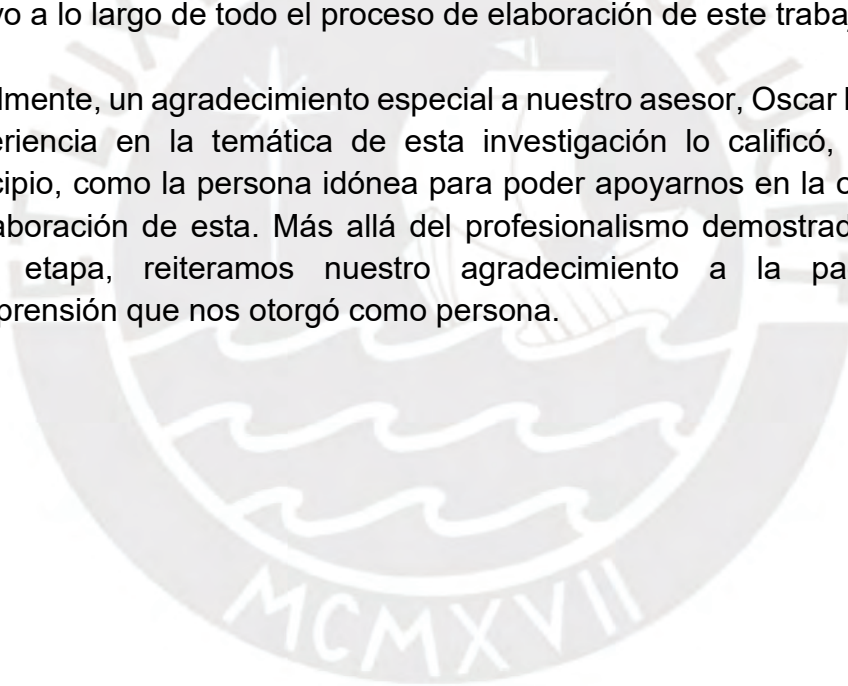 yo a lo largo de todo el proceso de elaboración de este trabaj
lmente, un agradecimiento especial a nuestro asesor, Oscar
eriencia en la temática de esta investigación lo calificó,
cipio, como la persona idónea para poder apoyarnos en la
aboración de esta. Más allá del profesionalismo demostrad
etapa, reiteramos nuestro agradecimiento a la pa
prensión que nos otorgó como persona.
MCMXVII